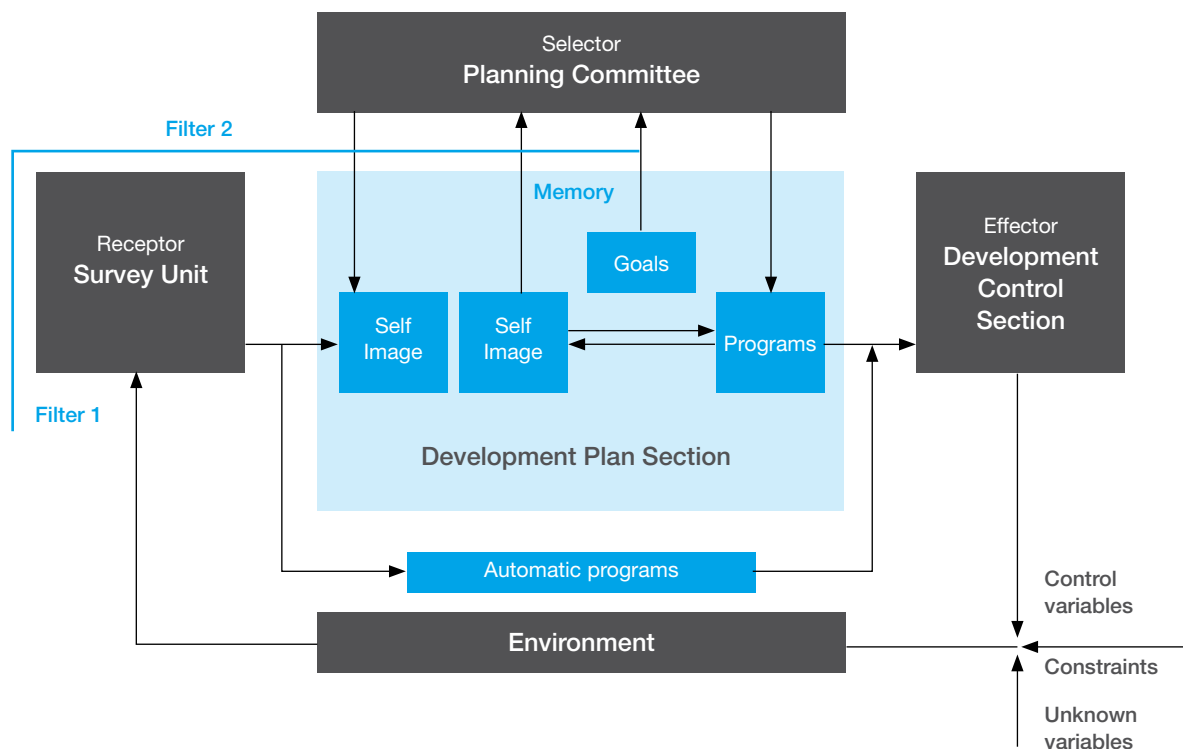 Selector
Planning Committee
Filter 2
Memory
Receptor
Survey Unit
Goals
Effector
Development
Control
Section
Self
Image
Self
Image
Programs
Filter 1
Development Plan Section
Automatic programs
Control
variables
Environment
Constraints
Unknown
variables